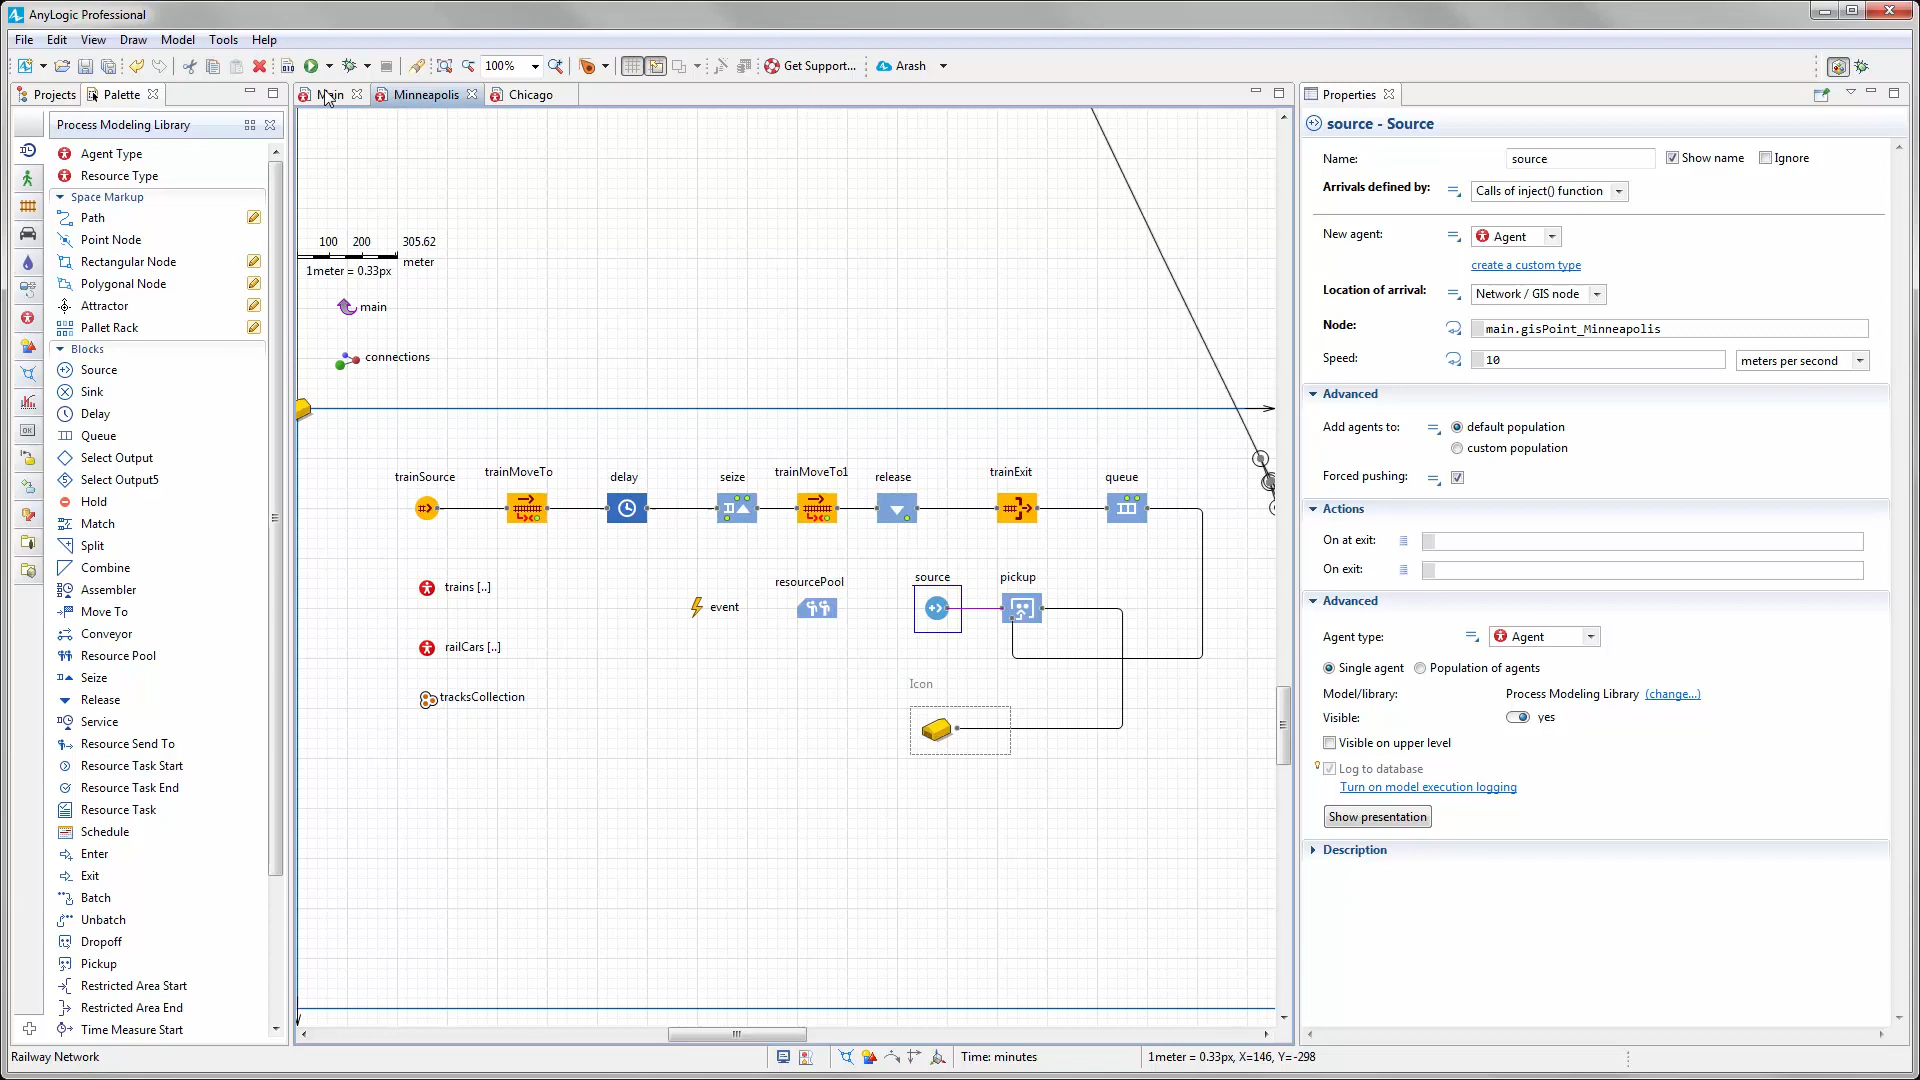 AnyLogic Professional
File Edit View Draw Model Tools Help
100% Get Support... Arash
Projects Palette Main Minneapolis Chicago Properties
Process Modeling Library
Agent Type
Resource Type
Space Markup
Path
Point Node
Rectangular Node
Polygonal Node
Attractor
Pallet Rack
Blocks
Source
Sink
Delay
Queue
Select Output
Select Output5
Hold
Match
Split
Combine
Assembler
Move To
Conveyor
Resource Pool
Seize
Release
Service
Resource Send To
Resource Task Start
Resource Task End
Resource Task
Schedule
Enter
Exit
Batch
Unbatch
Dropoff
Pickup
Restricted Area Start
Restricted Area End
Time Measure Start
100 200 305.62
meter
1meter = 0.33px
main
connections
trainSource trainMoveTo delay seize trainMoveTo1 release trainExit queue
trains [..]
event
resourcePool
source pickup
railCars [..]
tracksCollection
Icon
source - Source
Name: source Show name Ignore
Arrivals defined by: Calls of inject() function
New agent: Agent
create a custom type
Location of arrival: Network / GIS node
Node: main.gisPoint_Minneapolis
Speed: 10 meters per second
Advanced
Add agents to: default population
custom population
Forced pushing:
Actions
On at exit:
On exit:
Advanced
Agent type: Agent
Single agent Population of agents
Model/library: Process Modeling Library (change...)
Visible: yes
Visible on upper level
Log to database
Turn on model execution logging
Show presentation
Description
Railway Network Time: minutes 1meter = 0.33px, X=146, Y=-298